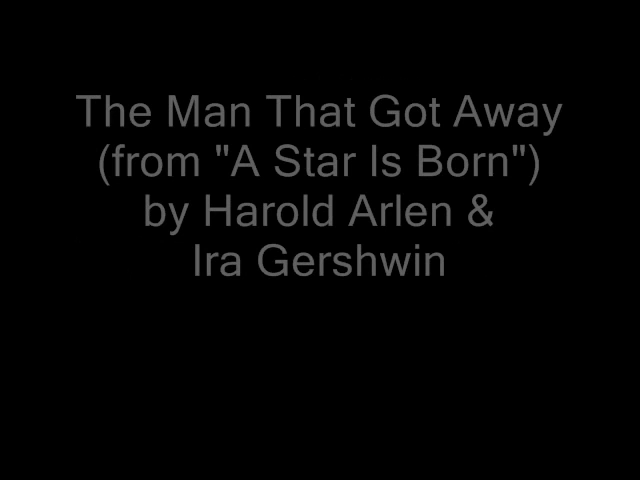 The Man That Got Away
(from "A Star Is Born")
by Harold Arlen &
Ira Gershwin